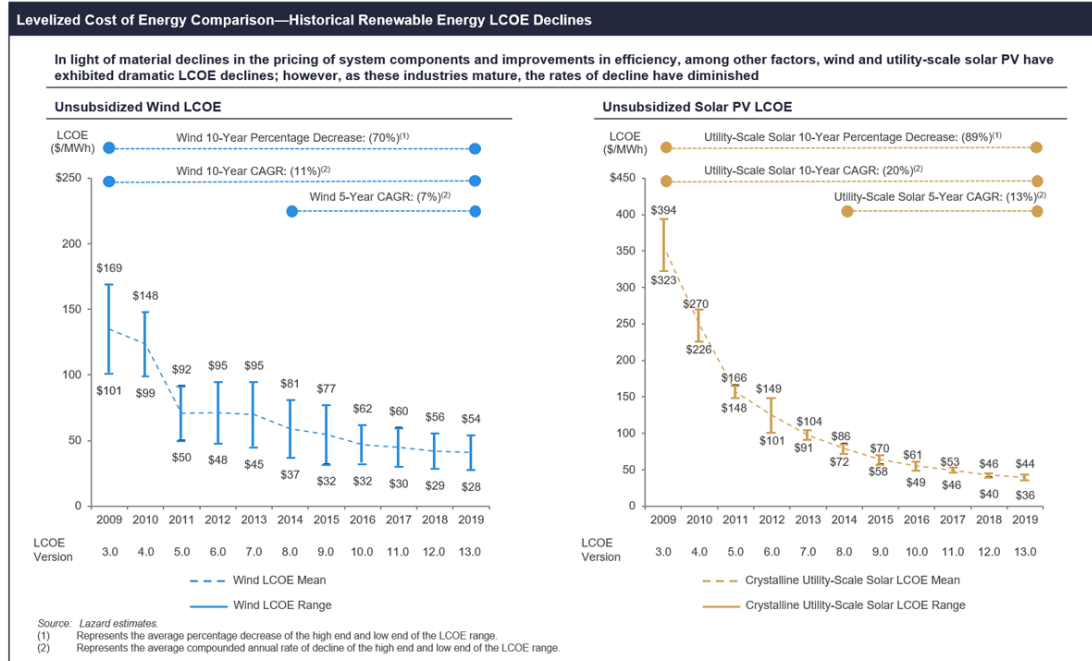 Levelized Cost of Energy Comparison—Historical Renewable Energy LCOE Declines
In light of material declines in the pricing of system components and improvements in efficiency, among other factors, wind and utility-scale solar PV have
exhibited dramatic LCOE declines; however, as these industries mature, the rates of decline have diminished
Unsubsidized Wind LCOE
LCOE
($/MWh)
Wind 10-Year Percentage Decrease: (70%)(1)
Wind 10-Year CAGR: (11%)(2)
Wind 5-Year CAGR: (7%)(2)
$250
200
150
100
50
0
$169
$101
$148
$99
$92
$50
$95
$48
$95
$45
$81
$37
$77
$32
$62
$32
$60
$30
$56
$29
$54
$28
2009 2010 2011 2012 2013 2014 2015 2016 2017 2018 2019
LCOE
Version
3.0 4.0 5.0 6.0 7.0 8.0 9.0 10.0 11.0 12.0 13.0
Wind LCOE Mean
Wind LCOE Range
Unsubsidized Solar PV LCOE
LCOE
($/MWh)
Utility-Scale Solar 10-Year Percentage Decrease: (89%)(1)
Utility-Scale Solar 10-Year CAGR: (20%)(2)
Utility-Scale Solar 5-Year CAGR: (13%)(2)
$450
400
350
300
250
200
150
100
50
0
$394
$323
$270
$226
$166
$148
$149
$101
$104
$91
$86
$72
$70
$58
$61
$49
$53
$46
$46
$40
$44
$36
2009 2010 2011 2012 2013 2014 2015 2016 2017 2018 2019
LCOE
Version
3.0 4.0 5.0 6.0 7.0 8.0 9.0 10.0 11.0 12.0 13.0
Crystalline Utility-Scale Solar LCOE Mean
Crystalline Utility-Scale Solar LCOE Range
Source: Lazard estimates.
(1) Represents the average percentage decrease of the high end and low end of the LCOE range.
(2) Represents the average compounded annual rate of decline of the high end and low end of the LCOE range.